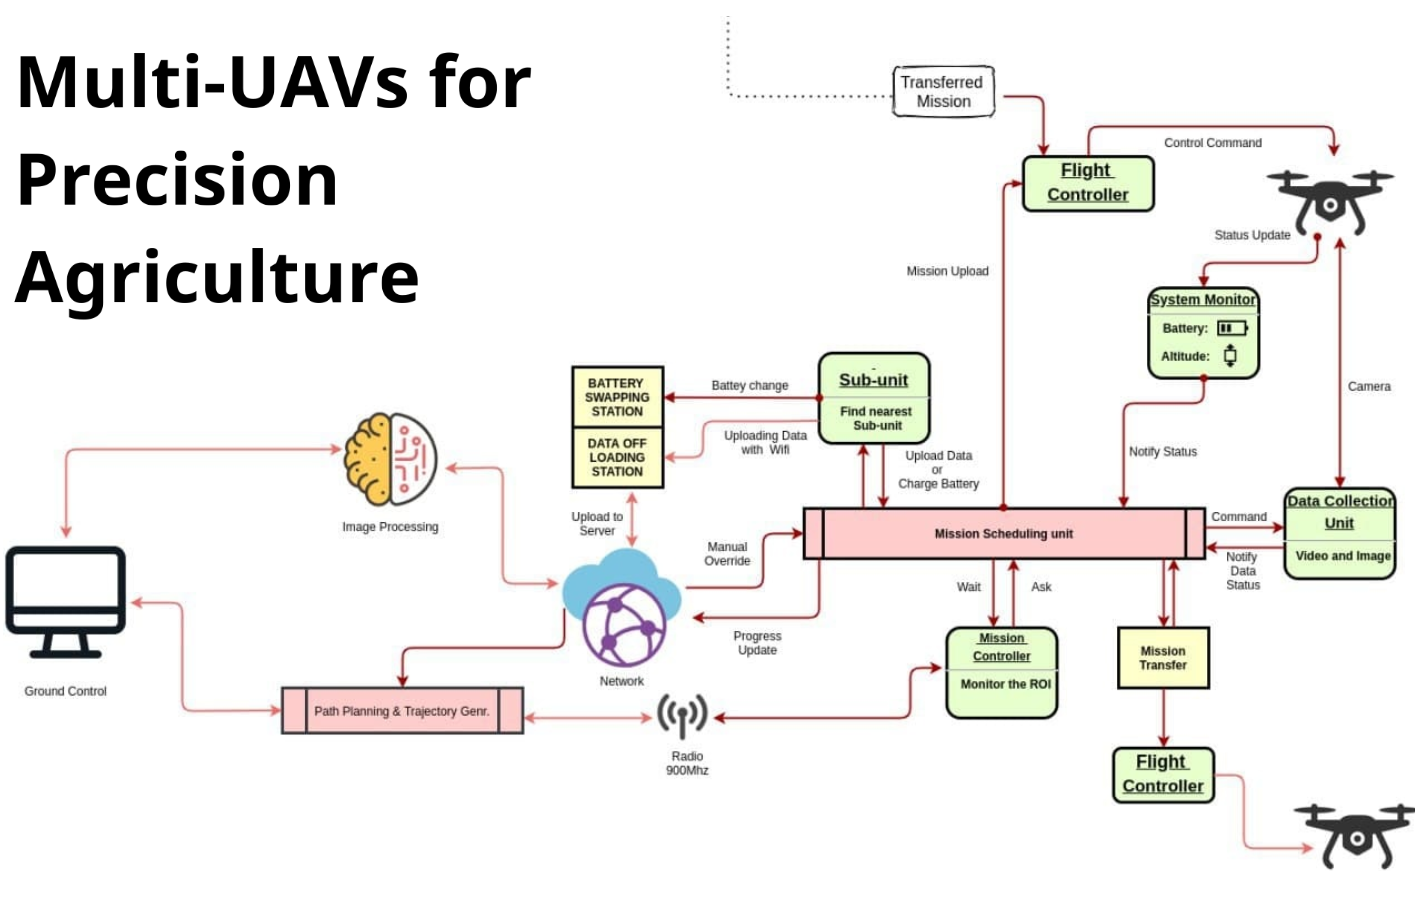 Multi-UAVs for
Precision
Agriculture
Transferred
Mission
Control Command
Flight
Controller
Status Update
Mission Upload
System Monitor
Battery:
Altitude:
Camera
Notify Status
BATTERY
SWAPPING
STATION
DATA OFF
LOADING
STATION
Battey change
Uploading Data
with Wifi
-
Sub-unit
Find nearest
Sub-unit
Upload Data
or
Charge Battery
Image Processing
Upload to
Server
Manual
Override
Mission Scheduling unit
Command
Notify
Data
Status
Data Collection
Unit
Video and Image
Wait
Ask
Progress
Update
Network
Ground Control
Path Planning & Trajectory Genr.
Radio
900Mhz
Mission
Controller
Monitor the ROI
Mission
Transfer
Flight
Controller